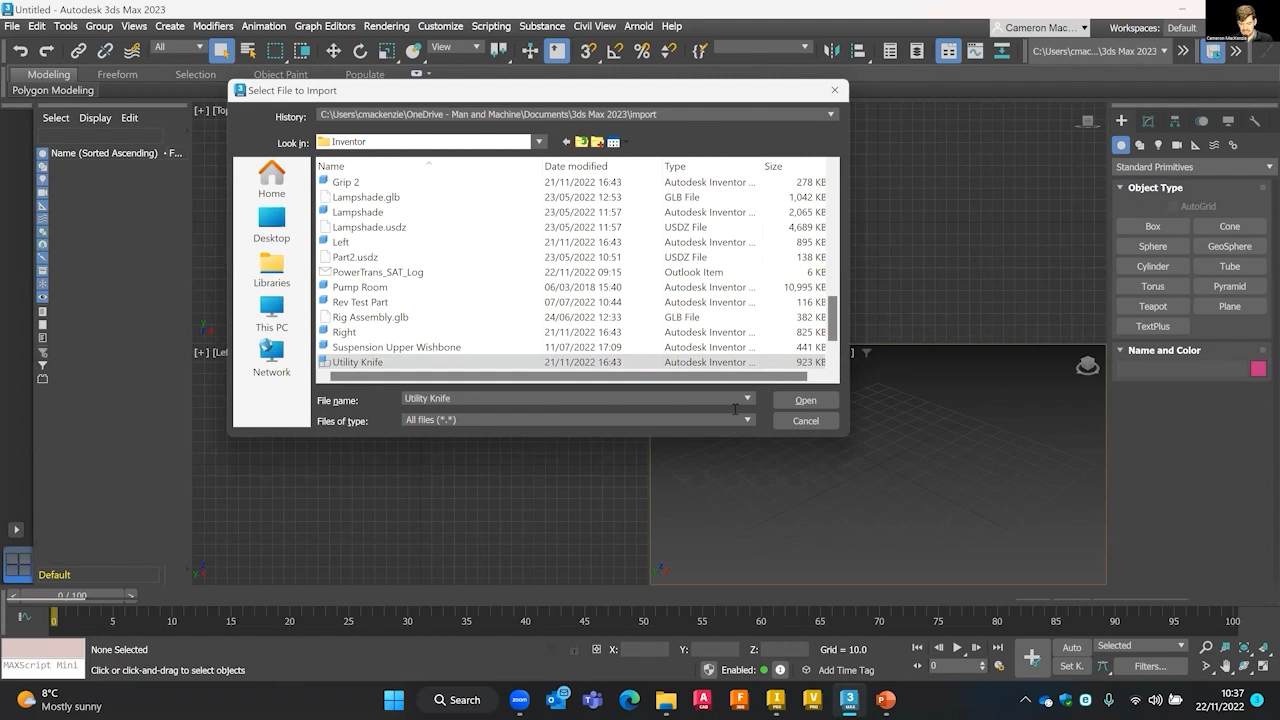 Untitled - Autodesk 3ds Max 2023
File Edit Tools Group Views Create Modifiers Animation Graph Editors Rendering Customize Scripting Substance Civil View Arnold Help
Cameron Mac... Workspaces: Default
All View C:\Users\cmac...\3ds Max 2023
Modeling Freeform Selection Object Paint Populate
Polygon Modeling
Select Display Edit
Name (Sorted Ascending) F...
Select File to Import
History: C:\Users\cmackenzie\OneDrive - Man and Machine\Documents\3ds Max 2023\import
Look in: Inventor
Name Date modified Type Size
Grip 2 21/11/2022 16:43 Autodesk Inventor ... 278 KB
Lampshade.glb 23/05/2022 12:53 GLB File 1,042 KB
Lampshade 23/05/2022 11:57 Autodesk Inventor ... 2,065 KB
Lampshade.usdz 23/05/2022 11:57 USDZ File 4,689 KB
Left 21/11/2022 16:43 Autodesk Inventor ... 895 KB
Part2.usdz 23/05/2022 10:51 USDZ File 138 KB
PowerTrans_SAT_Log 22/11/2022 09:15 Outlook Item 6 KB
Pump Room 06/03/2018 15:40 Autodesk Inventor ... 10,995 KB
Rev Test Part 07/07/2022 10:44 Autodesk Inventor ... 116 KB
Rig Assembly.glb 24/06/2022 12:33 GLB File 382 KB
Right 21/11/2022 16:43 Autodesk Inventor ... 825 KB
Suspension Upper Wishbone 11/07/2022 17:09 Autodesk Inventor ... 441 KB
Utility Knife 21/11/2022 16:43 Autodesk Inventor ... 923 KB
Home
Desktop
Libraries
This PC
Network
File name: Utility Knife Open
Files of type: All files (*.*) Cancel
Standard Primitives
Object Type
AutoGrid
Box Cone
Sphere GeoSphere
Cylinder Tube
Torus Pyramid
Teapot Plane
TextPlus
Name and Color
Default
0 / 100
0 5 10 15 20 25 30 35 40 45 50 55 60 65 70 75 80 85 90 95 100
None Selected X: Y: Z: Grid = 10.0 Auto Selected
MAXScript Mini Click or click-and-drag to select objects Enabled: Add Time Tag 0 Set K. Filters...
8°C
Mostly sunny
Search
10:37
22/11/2022